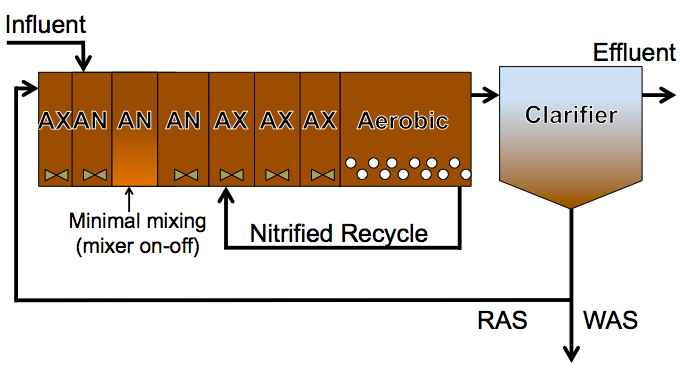 Influent
Effluent
AX AN AN AN AX AX AX Aerobic
Clarifier
Minimal mixing
(mixer on-off)
Nitrified Recycle
RAS
WAS